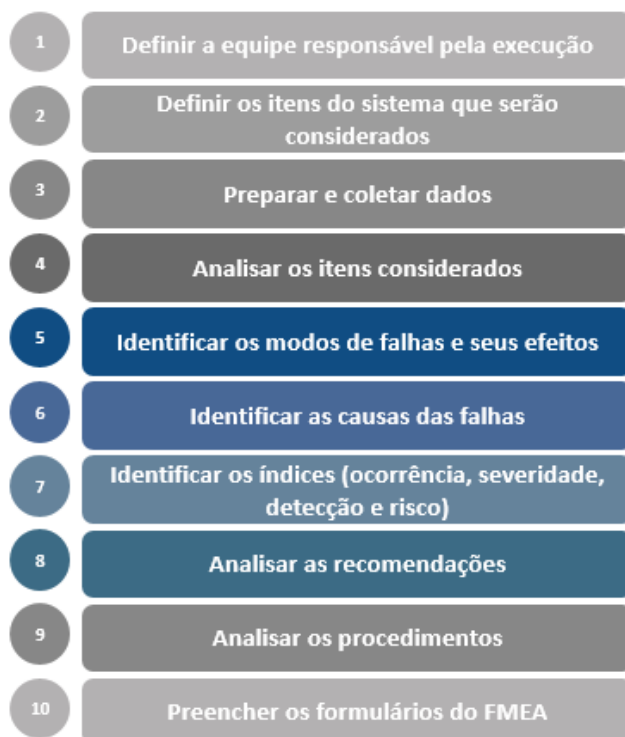 1
Definir a equipe responsável pela execução
2
Definir os itens do sistema que serão
considerados
3
Preparar e coletar dados
4
Analisar os itens considerados
5
Identificar os modos de falhas e seus efeitos
6
Identificar as causas das falhas
7
Identificar os índices (ocorrência, severidade,
detecção e risco)
8
Analisar as recomendações
9
Analisar os procedimentos
10
Preencher os formulários do FMEA